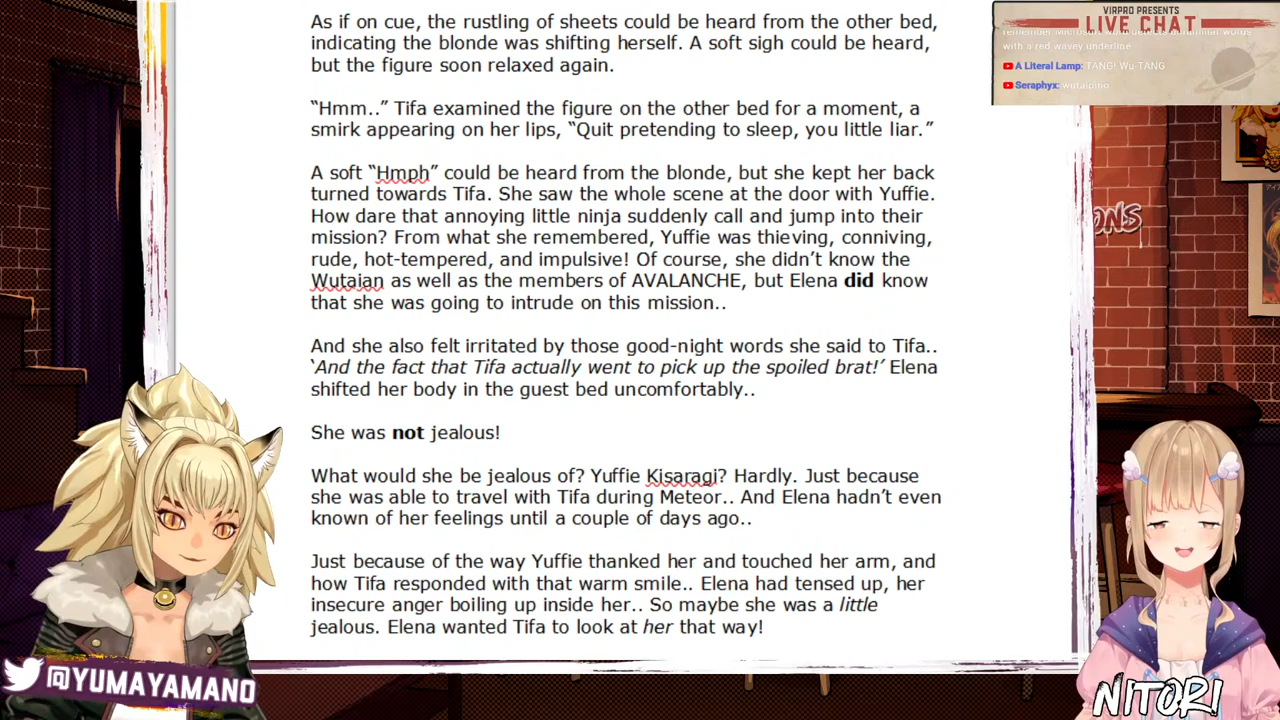 As if on cue, the rustling of sheets could be heard from the other bed,
indicating the blonde was shifting herself. A soft sigh could be heard,
but the figure soon relaxed again.
“Hmm..” Tifa examined the figure on the other bed for a moment, a
smirk appearing on her lips, “Quit pretending to sleep, you little liar.”
A soft “Hmph” could be heard from the blonde, but she kept her back
turned towards Tifa. She saw the whole scene at the door with Yuffie.
How dare that annoying little ninja suddenly call and jump into their
mission? From what she remembered, Yuffie was thieving, conniving,
rude, hot-tempered, and impulsive! Of course, she didn’t know the
Wutaian as well as the members of AVALANCHE, but Elena did know
that she was going to intrude on this mission..
And she also felt irritated by those good-night words she said to Tifa..
‘And the fact that Tifa actually went to pick up the spoiled brat!’ Elena
shifted her body in the guest bed uncomfortably..
She was not jealous!
What would she be jealous of? Yuffie Kisaragi? Hardly. Just because
she was able to travel with Tifa during Meteor.. And Elena hadn’t even
known of her feelings until a couple of days ago..
Just because of the way Yuffie thanked her and touched her arm, and
how Tifa responded with that warm smile.. Elena had tensed up, her
insecure anger boiling up inside her.. So maybe she was a little
jealous. Elena wanted Tifa to look at her that way!
VIRPRO PRESENTS
LIVE CHAT
with a red wavey underline
A Literal Lamp: TANG! Wu-TANG
Seraphyx: wutaiditio
ONS
@YUMAYAMANO
NITORI